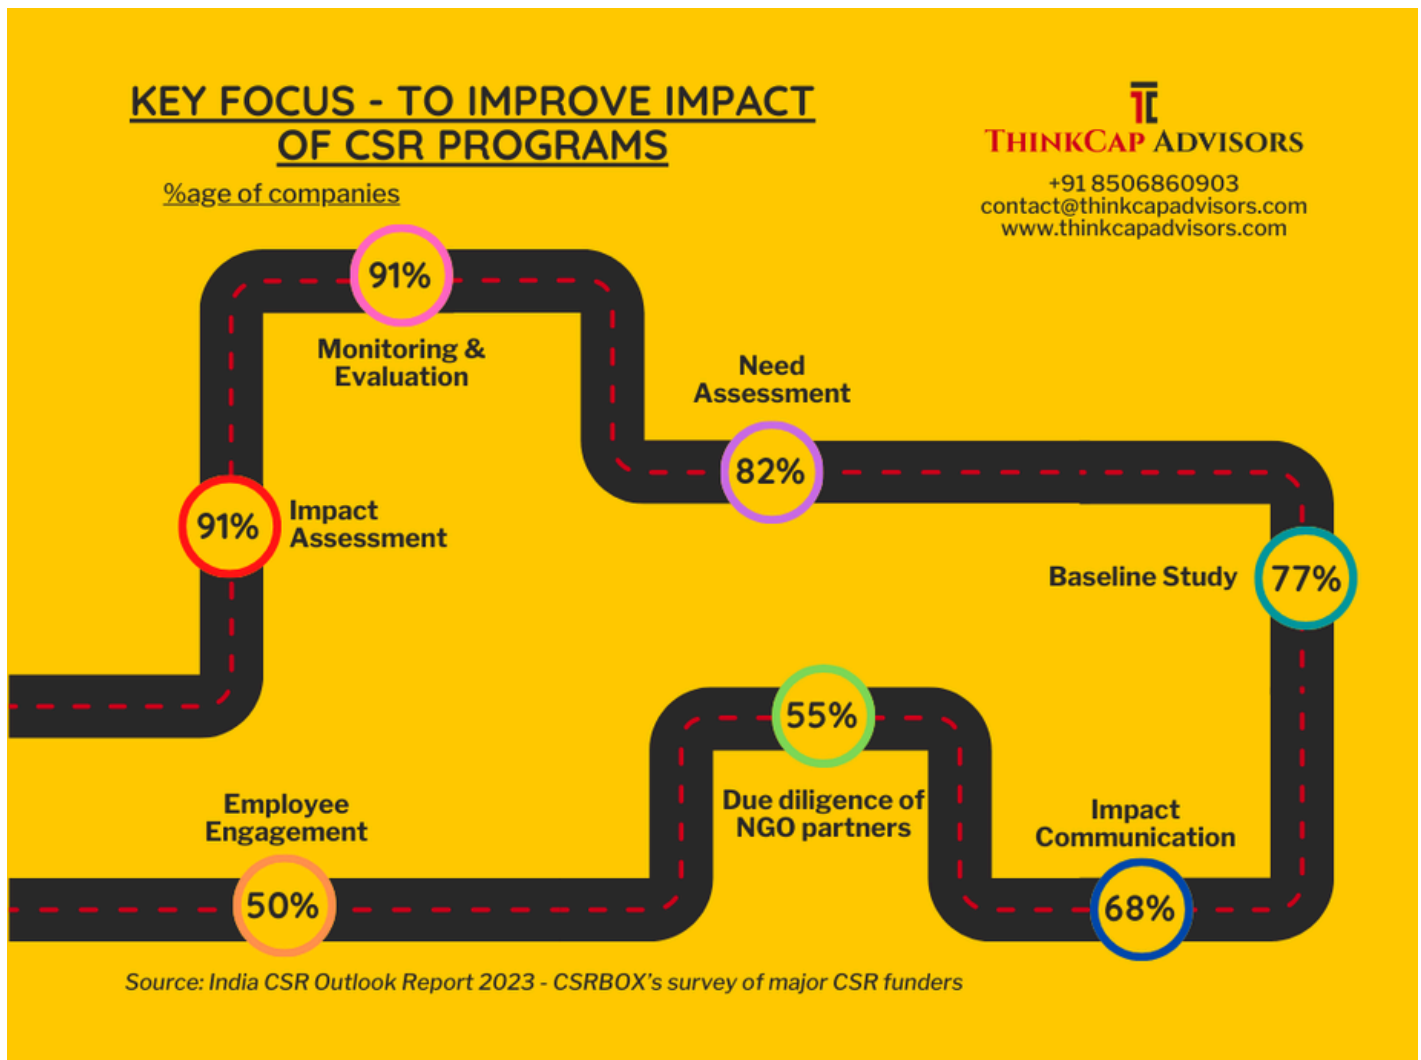 KEY FOCUS - TO IMPROVE IMPACT
OF CSR PROGRAMS
%age of companies
THINKCAP ADVISORS
+91 8506860903
contact@thinkcapadvisors.com
www.thinkcapadvisors.com
91%
Monitoring &
Evaluation
Need
Assessment
82%
91%
Impact
Assessment
Baseline Study
77%
55%
Due diligence of
NGO partners
Impact
Communication
68%
Employee
Engagement
50%
Source: India CSR Outlook Report 2023 - CSRBOX's survey of major CSR funders